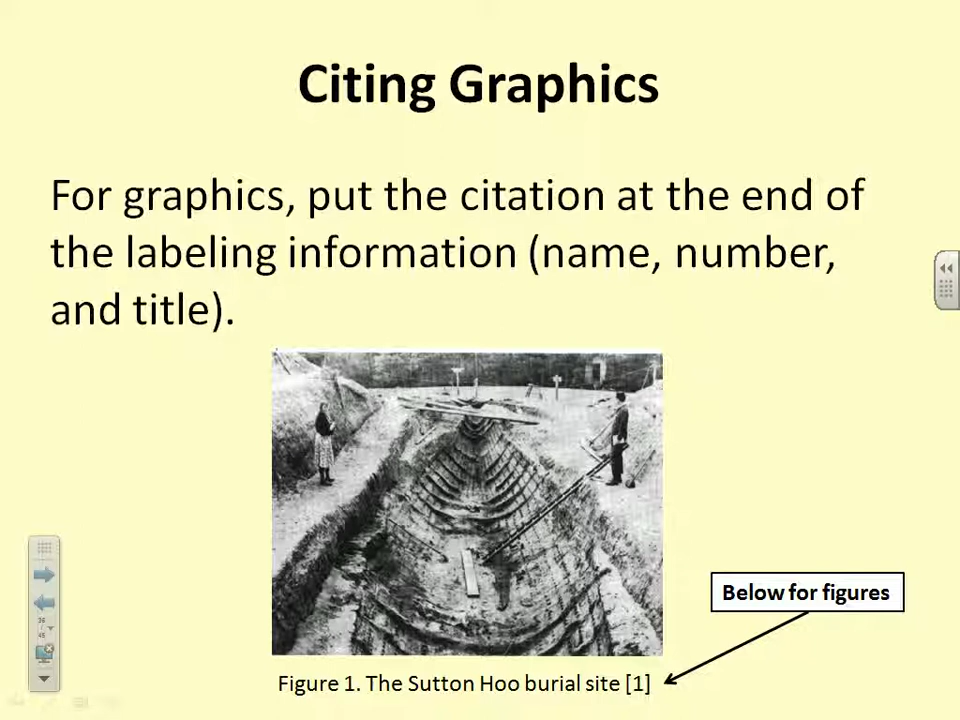 Citing Graphics
For graphics, put the citation at the end of
the labeling information (name, number,
and title).
Below for figures
Figure 1. The Sutton Hoo burial site [1]